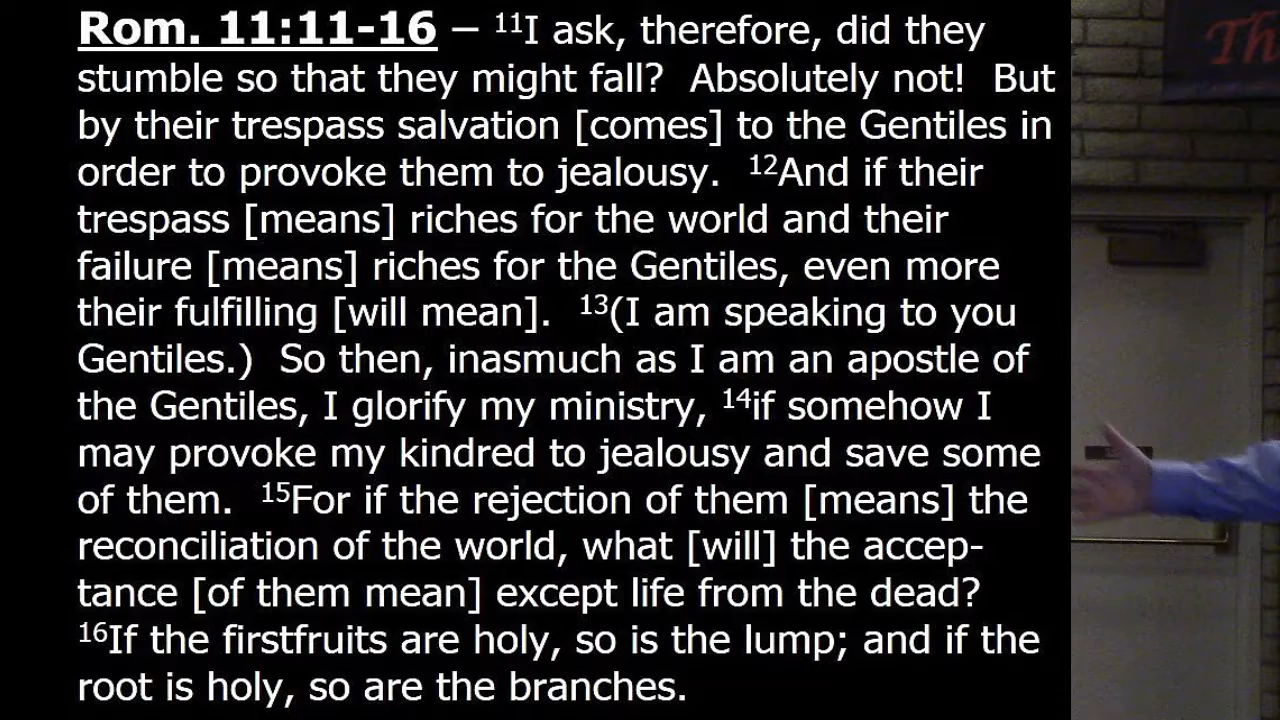 Rom. 11:11-16 – ¹¹I ask, therefore, did they
stumble so that they might fall?  Absolutely not!  But
by their trespass salvation [comes] to the Gentiles in
order to provoke them to jealousy.  ¹²And if their
trespass [means] riches for the world and their
failure [means] riches for the Gentiles, even more
their fulfilling [will mean].  ¹³(I am speaking to you
Gentiles.)  So then, inasmuch as I am an apostle of
the Gentiles, I glorify my ministry, ¹⁴if somehow I
may provoke my kindred to jealousy and save some
of them.  ¹⁵For if the rejection of them [means] the
reconciliation of the world, what [will] the accep-
tance [of them mean] except life from the dead?
¹⁶If the firstfruits are holy, so is the lump; and if the
root is holy, so are the branches.
Th